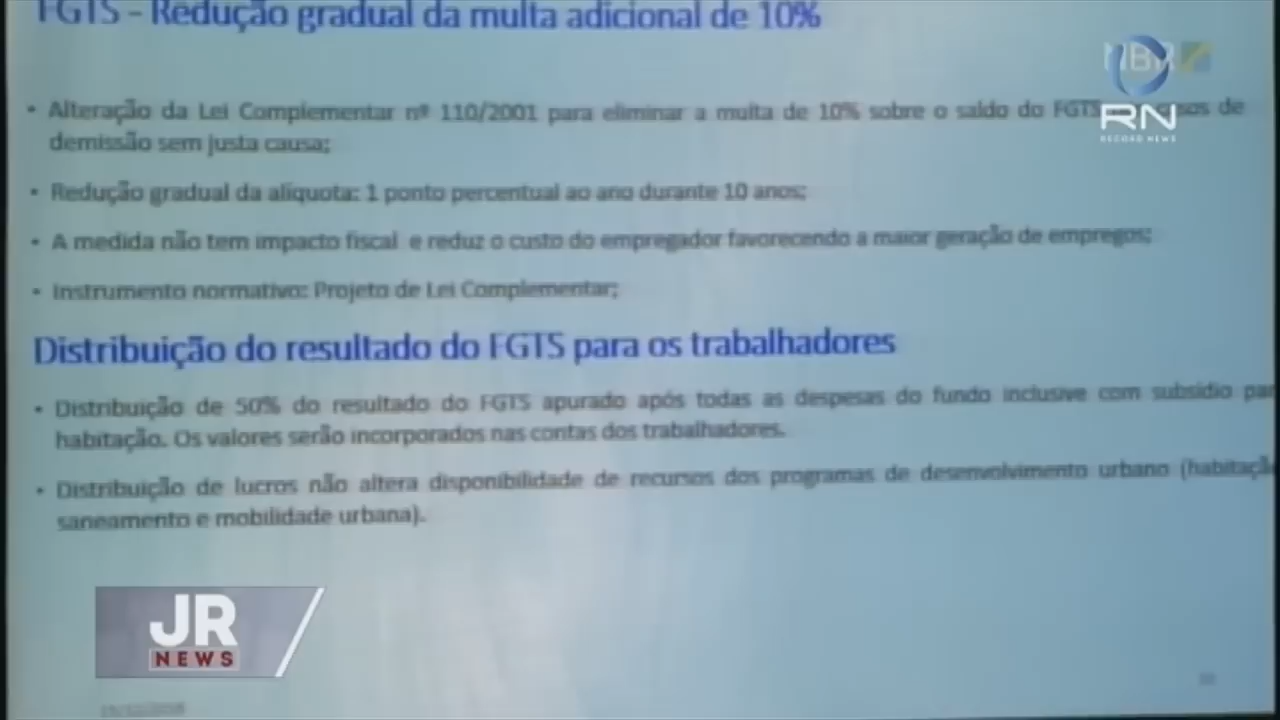 FGTS - Redução gradual da multa adicional de 10%
NBR
RN
RECORD NEWS
• Alteração da Lei Complementar nº 110/2001 para eliminar a multa de 10% sobre o saldo do FGTS de
demissão sem justa causa;
• Redução gradual da alíquota: 1 ponto percentual ao ano durante 10 anos;
• A medida não tem impacto fiscal e reduz o custo do empregador favorecendo a maior geração de empregos;
• Instrumento normativo: Projeto de Lei Complementar;
Distribuição do resultado do FGTS para os trabalhadores
• Distribuição de 50% do resultado do FGTS apurado após todas as despesas do fundo inclusive com subsídio
habitação. Os valores serão incorporados nas contas dos trabalhadores.
• Distribuição de lucros não altera disponibilidade de recursos dos programas de desenvolvimento urbano (habitação
saneamento e mobilidade urbana).
JR
NEWS